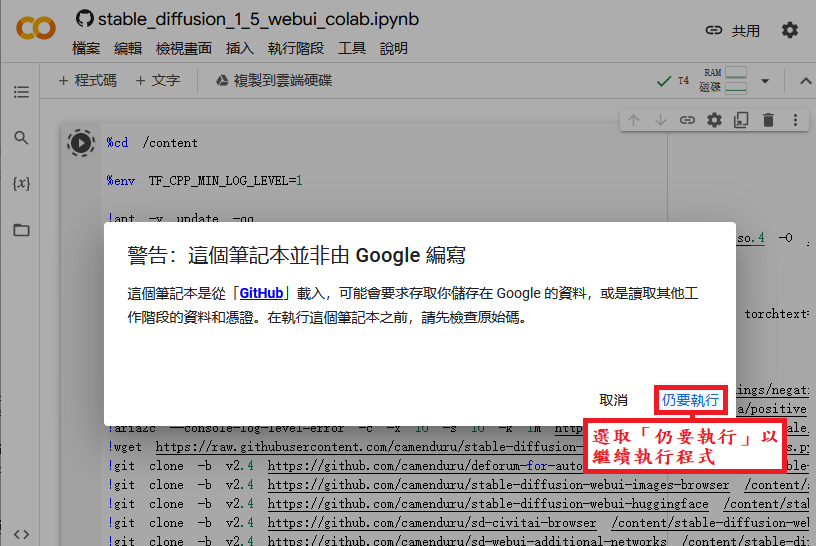 stable_diffusion_1_5_webui_colab.ipynb
共用
檔案 編輯 檢視畫面 插入 執行階段 工具 說明
+ 程式碼 + 文字 複製到雲端硬碟
T4 RAM
磁碟
%cd /content
%env TF_CPP_MIN_LOG_LEVEL=1
!apt -y update -qq
so.4 -O
警告：這個筆記本並非由 Google 編寫
這個筆記本是從「GitHub」載入，可能會要求存取你儲存在 Google 的資料，或是讀取其他工
作階段的資料和憑證。在執行這個筆記本之前，請先檢查原始碼。
torchtext=
取消 仍要執行
ings/negati
a/positive
選取「仍要執行」以
繼續執行程式
!aria2c --console-log-level=error -c -x 16 -s 16 -k 1M
!wget https://raw.githubusercontent.com/camenduru/stable-diffusion-
!git clone -b v2.4 https://github.com/camenduru/deforum-for-auto
!git clone -b v2.4 https://github.com/camenduru/stable-diffusion-webui-images-browser /content/s
!git clone -b v2.4 https://github.com/camenduru/stable-diffusion-webui-huggingface /content/stab
!git clone -b v2.4 https://github.com/camenduru/sd-civitai-browser /content/stable-diffusion-web
!git clone -b v2.4 https://github.com/camenduru/sd-webui-additional-networks /content/stable-dif